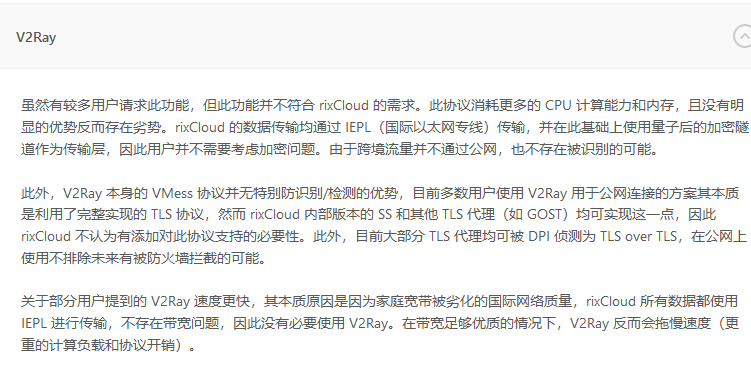 V2Ray
虽然有较多用户请求此功能，但此功能并不符合 rixCloud 的需求。此协议消耗更多的 CPU 计算能力和内存，且没有明
显的优势反而存在劣势。rixCloud 的数据传输均通过 IEPL（国际以太网专线）传输，并在此基础上使用量子后的加密隧
道作为传输层，因此用户并不需要考虑加密问题。由于跨境流量并不通过公网，也不存在被识别的可能。
此外，V2Ray 本身的 VMess 协议并无特别防识别/检测的优势，目前多数用户使用 V2Ray 用于公网连接的方案其本质
是利用了完整实现的 TLS 协议，然而 rixCloud 内部版本的 SS 和其他 TLS 代理（如 GOST）均可实现这一点，因此
rixCloud 不认为有添加对此协议支持的必要性。此外，目前大部分 TLS 代理均可被 DPI 侦测为 TLS over TLS，在公网上
使用不排除未来有被防火墙拦截的可能。
关于部分用户提到的 V2Ray 速度更快，其本质原因是因为家庭宽带被劣化的国际网络质量，rixCloud 所有数据都使用
IEPL 进行传输，不存在带宽问题，因此没有必要使用 V2Ray。在带宽足够优质的情况下，V2Ray 反而会拖慢速度（更
重的计算负载和协议开销）。